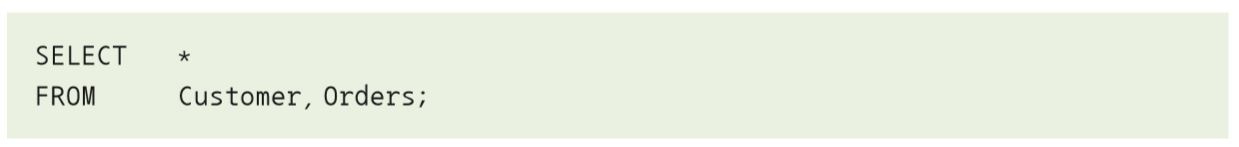 SELECT   *
FROM     Customer, Orders;